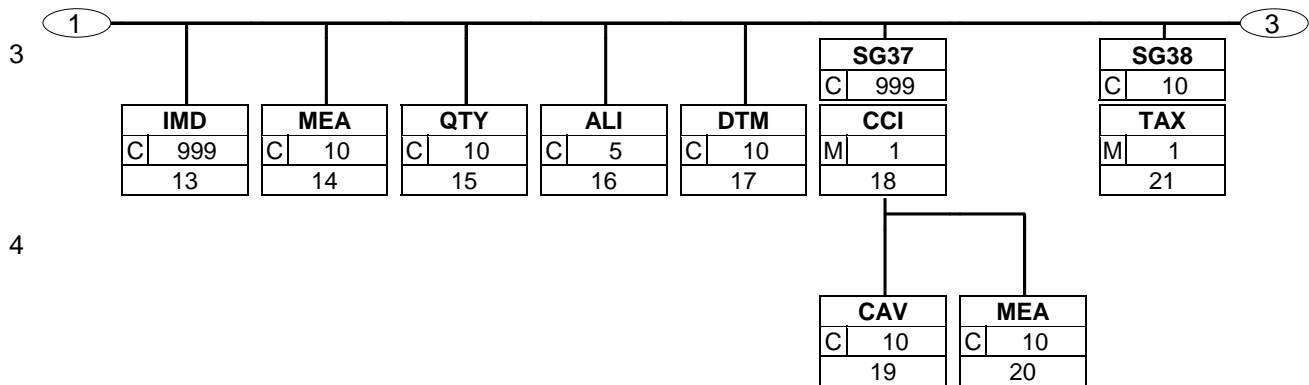 1 3
3 SG37 SG38
C 999 C 10
IMD MEA QTY ALI DTM CCI TAX
C 999 C 10 C 10 C 5 C 10 M 1 M 1
13 14 15 16 17 18 21
4
CAV MEA
C 10 C 10
19 20